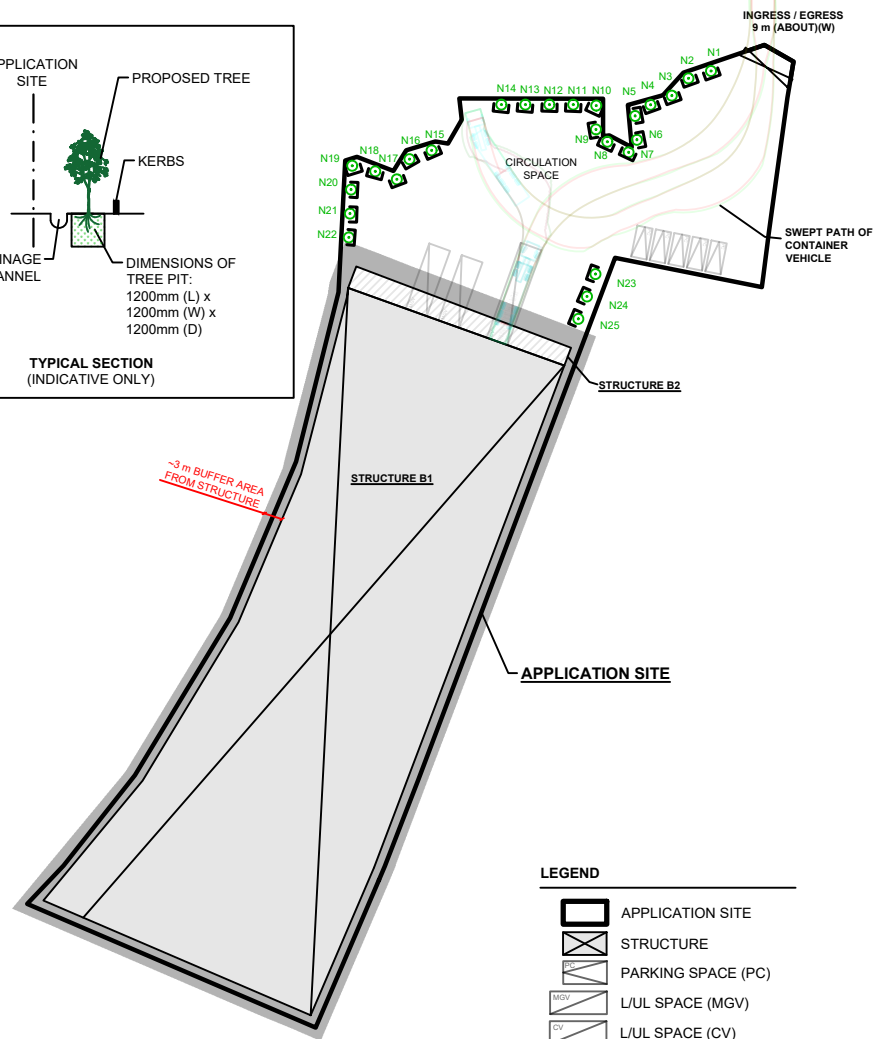 INGRESS / EGRESS
9 m (ABOUT)(W)
PPLICATION
SITE
PROPOSED TREE
KERBS
NAGE
ANNEL
DIMENSIONS OF
TREE PIT:
1200mm (L) x
1200mm (W) x
1200mm (D)
TYPICAL SECTION
(INDICATIVE ONLY)
N1
N2
N3
N4
N5
N6
N7
N8
N9
N10
N11
N12
N13
N14
N15
N16
N17
N18
N19
N20
N21
N22
CIRCULATION
SPACE
SWEPT PATH OF
CONTAINER
VEHICLE
N23
N24
N25
STRUCTURE B2
STRUCTURE B1
~3 m BUFFER AREA
FROM STRUCTURE
APPLICATION SITE
LEGEND
APPLICATION SITE
STRUCTURE
PC
PARKING SPACE (PC)
MGV
L/UL SPACE (MGV)
CV
L/UL SPACE (CV)